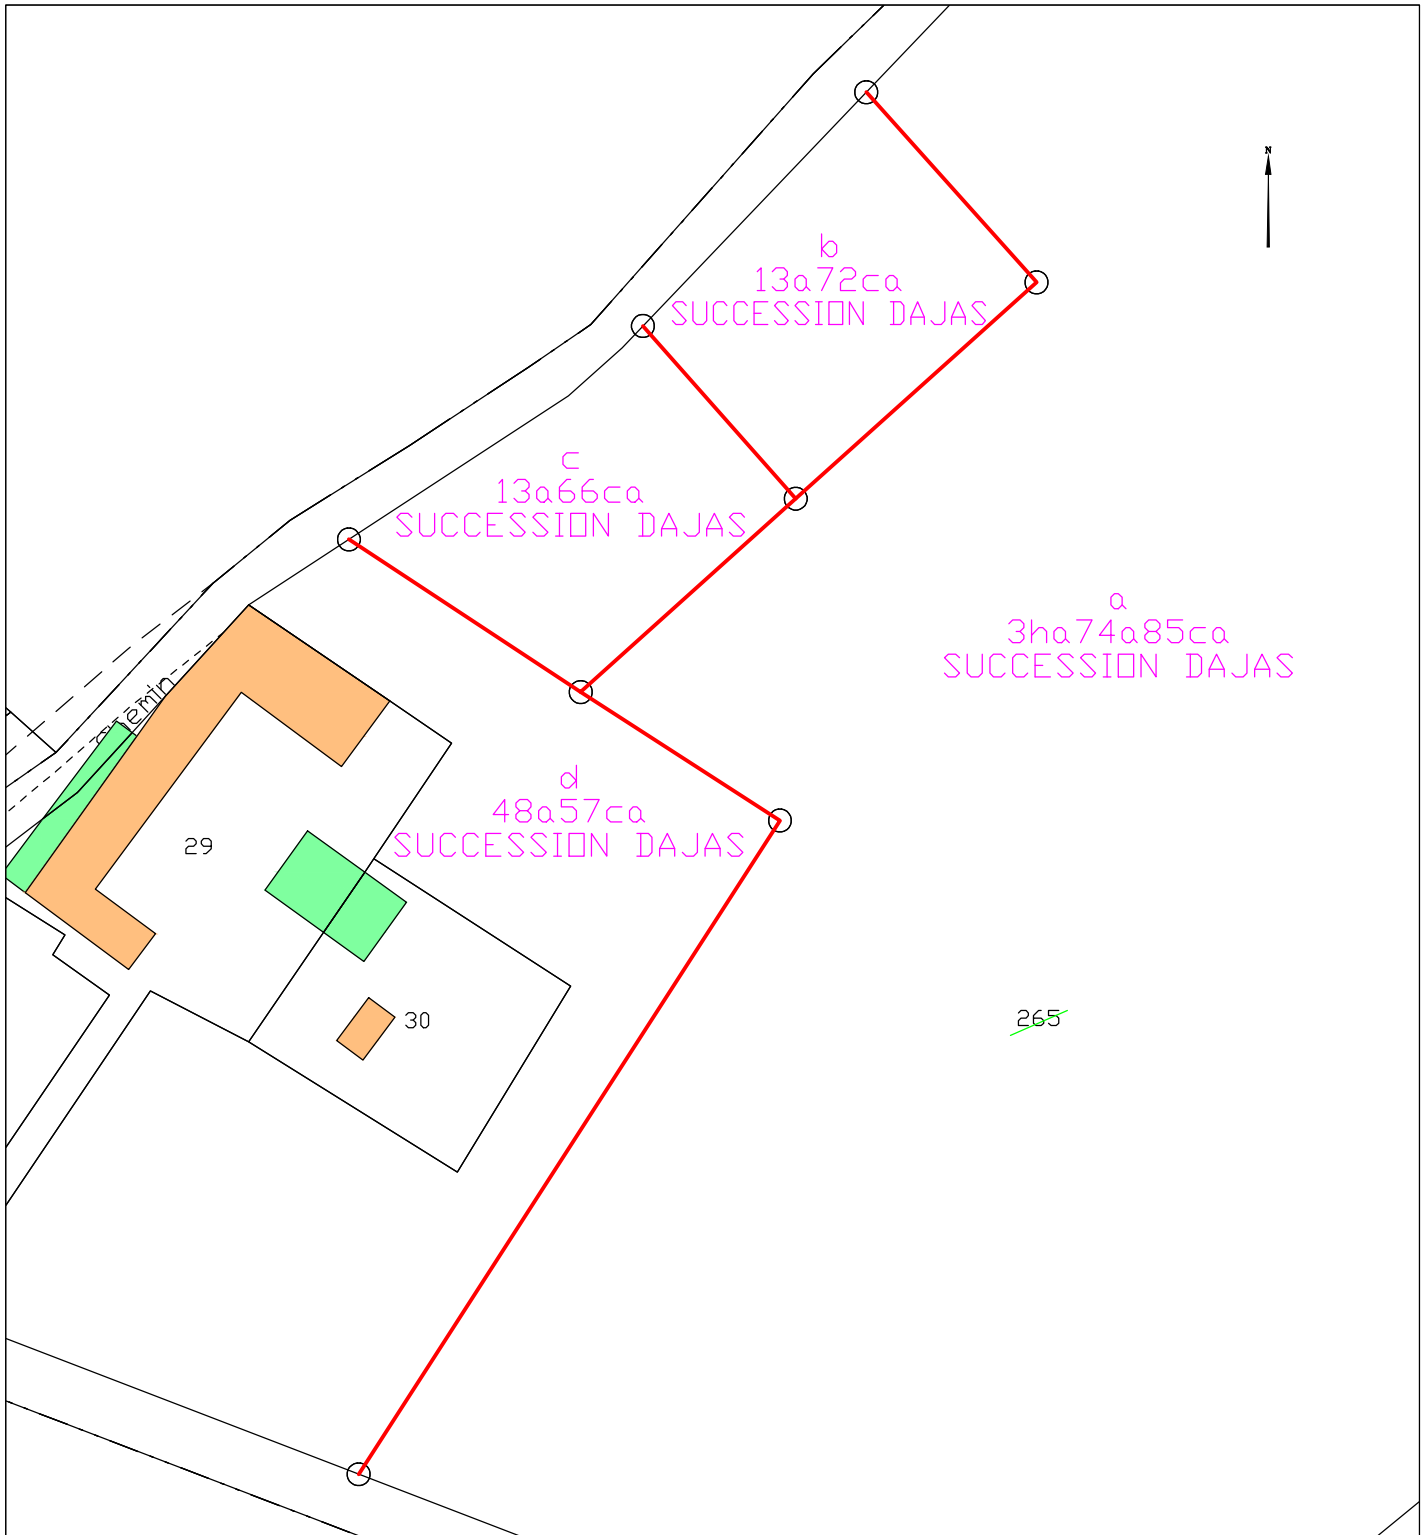 N
b
13a72ca
SUCCESSION DAJAS
c
13a66ca
SUCCESSION DAJAS
a
3ha74a85ca
SUCCESSION DAJAS
Chemin
d
48a57ca
SUCCESSION DAJAS
29
30
265